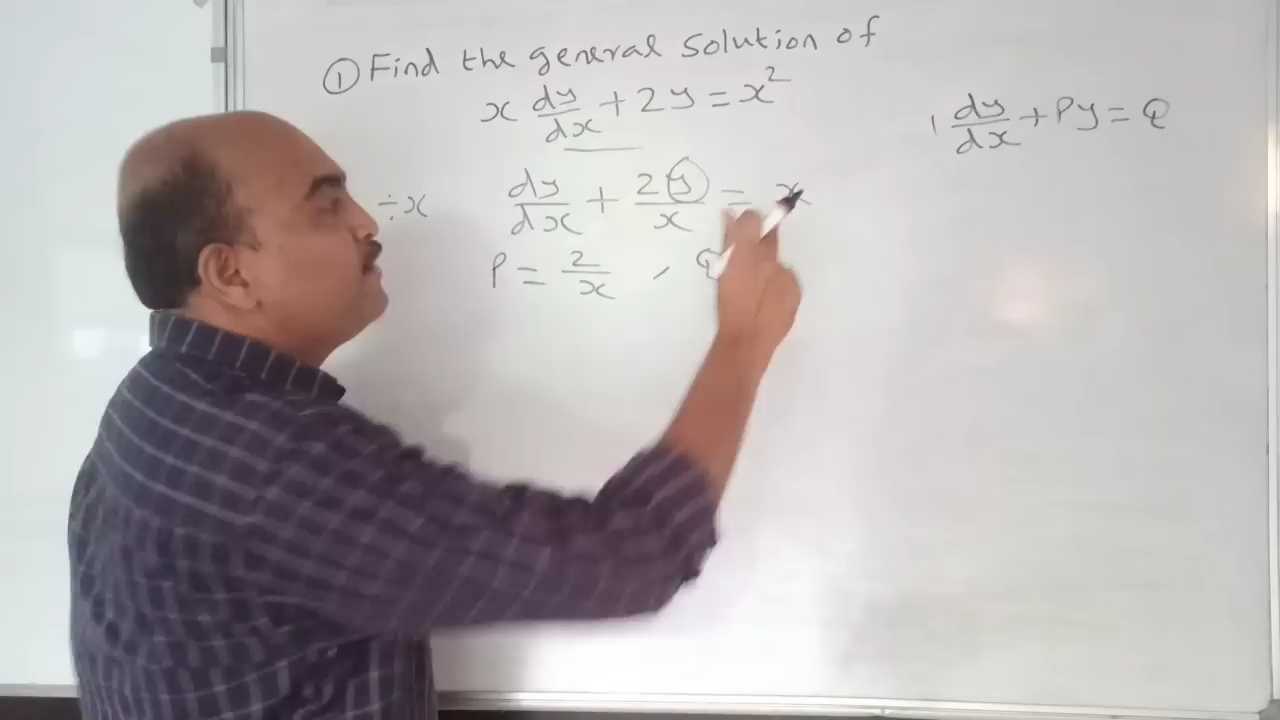 ① Find the general solution of
x dy/dx + 2y = x²
1 dy/dx + Py = Q
÷x dy/dx + 2y/x = x
P = 2/x , Q